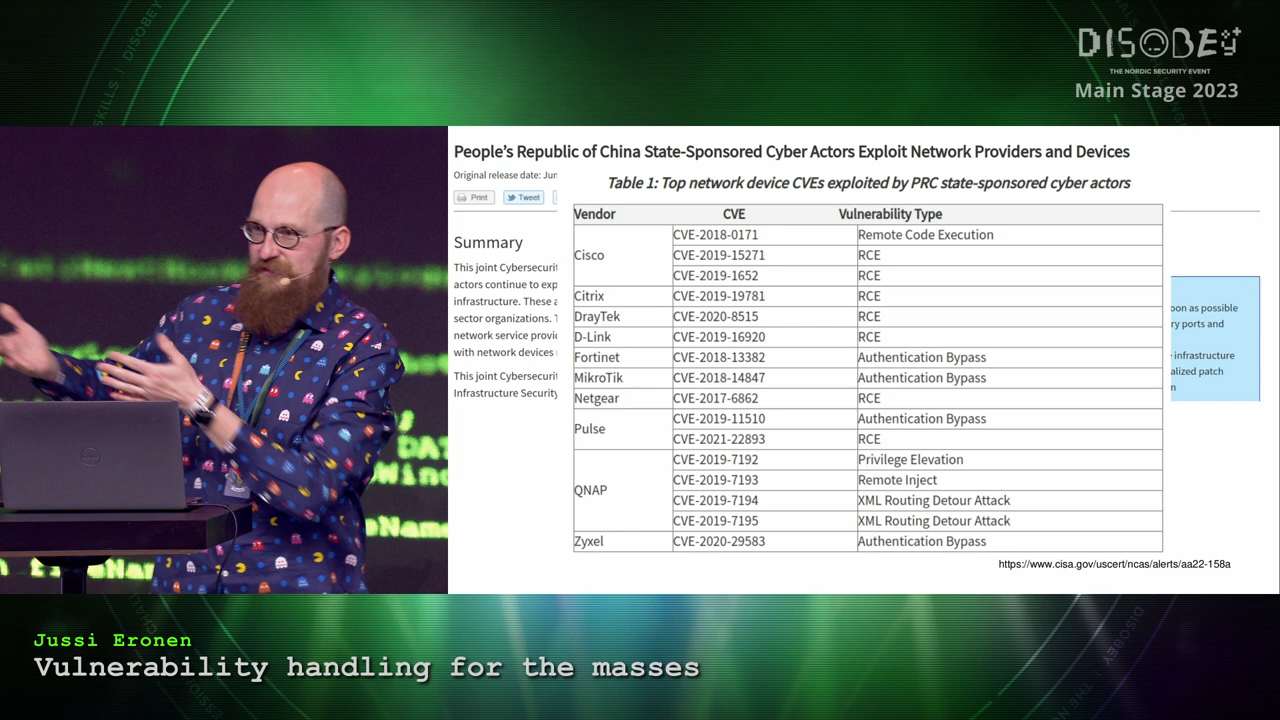 DISOBEY
THE NORDIC SECURITY EVENT
Main Stage 2023
People's Republic of China State-Sponsored Cyber Actors Exploit Network Providers and Devices
Original release date: Jun
Table 1: Top network device CVEs exploited by PRC state-sponsored cyber actors
Print Tweet
Vendor CVE Vulnerability Type
Cisco CVE-2018-0171 Remote Code Execution
CVE-2019-15271 RCE
CVE-2019-1652 RCE
Citrix CVE-2019-19781 RCE
DrayTek CVE-2020-8515 RCE
D-Link CVE-2019-16920 RCE
Fortinet CVE-2018-13382 Authentication Bypass
MikroTik CVE-2018-14847 Authentication Bypass
Netgear CVE-2017-6862 RCE
Pulse CVE-2019-11510 Authentication Bypass
CVE-2021-22893 RCE
QNAP CVE-2019-7192 Privilege Elevation
CVE-2019-7193 Remote Inject
CVE-2019-7194 XML Routing Detour Attack
CVE-2019-7195 XML Routing Detour Attack
Zyxel CVE-2020-29583 Authentication Bypass
Summary
This joint Cybersecurit
actors continue to exp
infrastructure. These a
sector organizations. T
network service provic
with network devices
This joint Cybersecurit
Infrastructure Security
oon as possible
ry ports and
infrastructure
alized patch
https://www.cisa.gov/uscert/ncas/alerts/aa22-158a
Jussi Eronen
Vulnerability handling for the masses